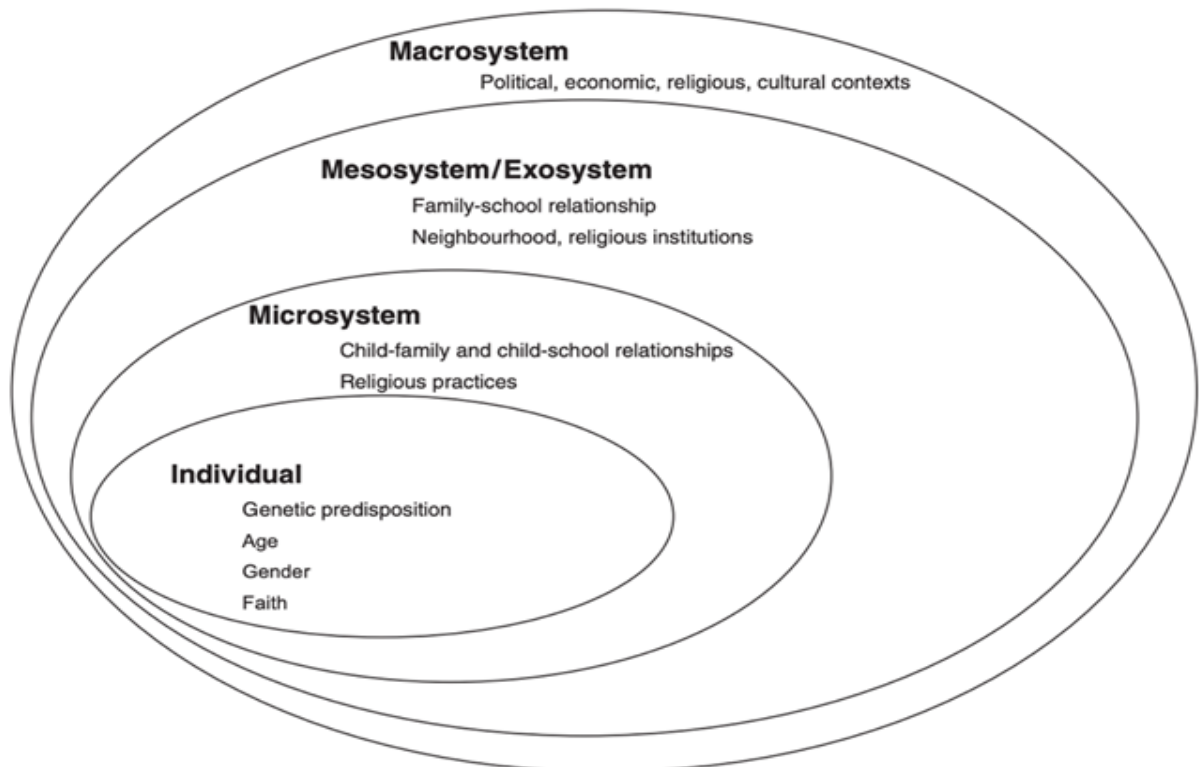 Macrosystem
Political, economic, religious, cultural contexts
Mesosystem/Exosystem
Family-school relationship
Neighbourhood, religious institutions
Microsystem
Child-family and child-school relationships
Religious practices
Individual
Genetic predisposition
Age
Gender
Faith